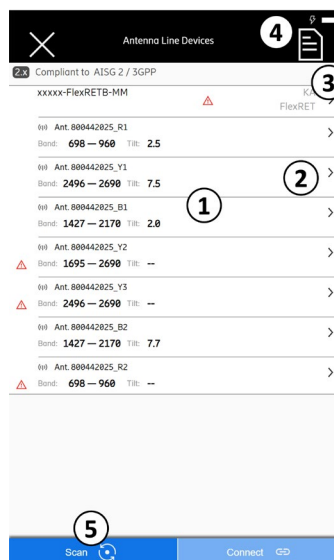 Antenna Line Devices
4
2.x Compliant to AISG 2 / 3GPP
3
xxxxx-FlexRETB-MM
FlexRET
Ant. 800442025_R1
Band: 698 — 960 Tilt: 2.5
Ant. 800442025_Y1
Band: 2496 — 2690 Tilt: 7.5
2
Ant. 800442025_B1
Band: 1427 — 2170 Tilt: 2.0
1
Ant. 800442025_Y2
Band: 1695 — 2690 Tilt: --
Ant. 800442025_Y3
Band: 2496 — 2690 Tilt: --
Ant. 800442025_B2
Band: 1427 — 2170 Tilt: 7.7
Ant. 800442025_R2
Band: 698 — 960 Tilt: --
5
Scan
Connect